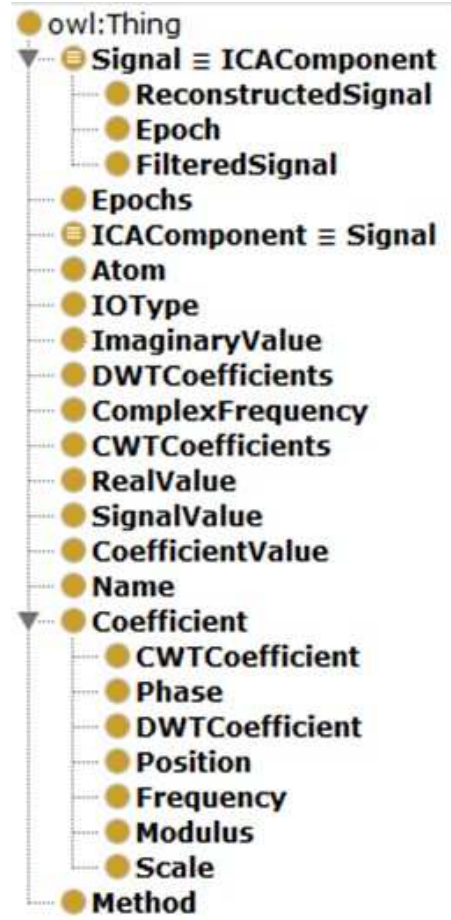 owl:Thing
Signal ≡ ICAComponent
ReconstructedSignal
Epoch
FilteredSignal
Epochs
ICAComponent ≡ Signal
Atom
IOType
ImaginaryValue
DWTCoefficients
ComplexFrequency
CWTCoefficients
RealValue
SignalValue
CoefficientValue
Name
Coefficient
CWTCoefficient
Phase
DWTCoefficient
Position
Frequency
Modulus
Scale
Method